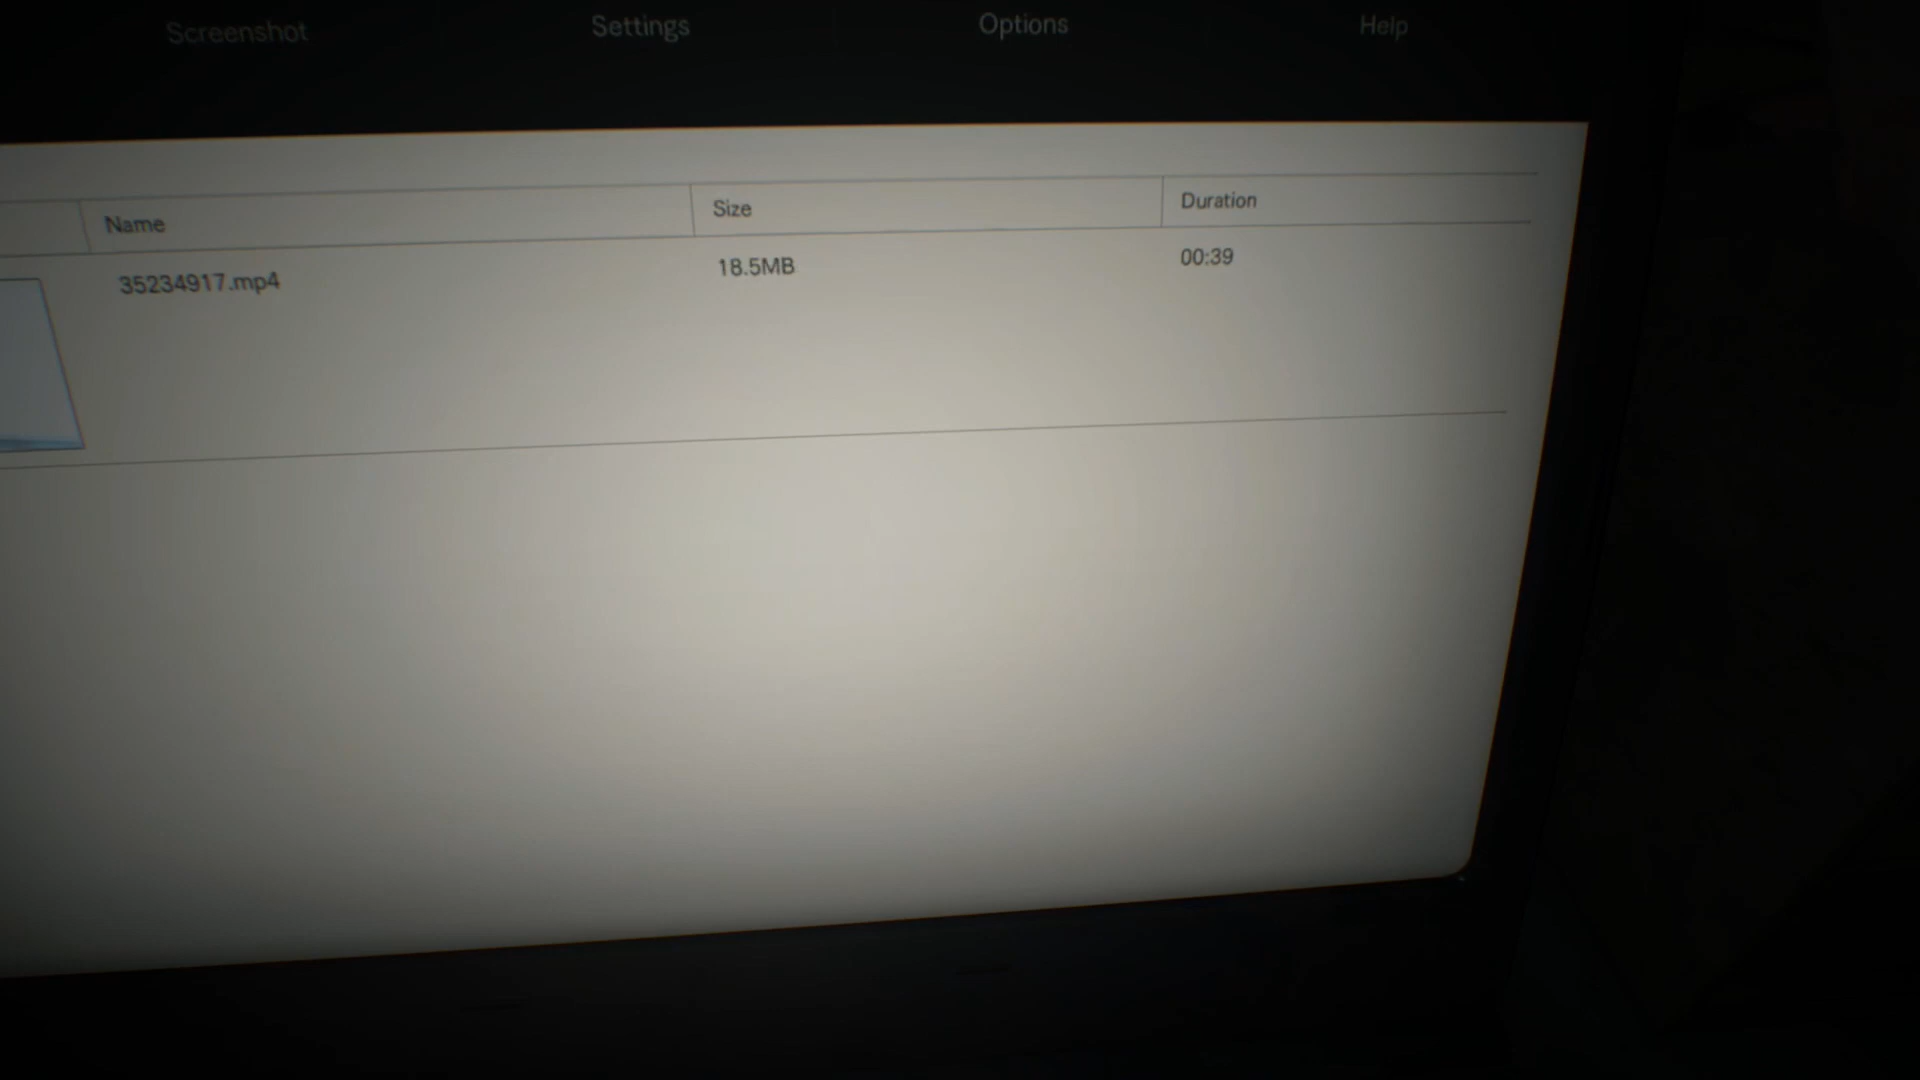 Screenshot Settings Options Help
Name Size Duration
35234917.mp4 18.5MB 00:39